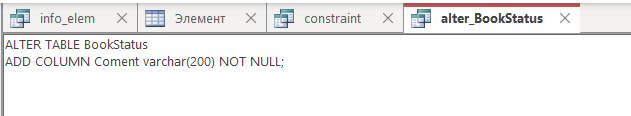 info_elem
Элемент
constraint
alter_BookStatus
ALTER TABLE BookStatus
ADD COLUMN Coment varchar(200) NOT NULL;